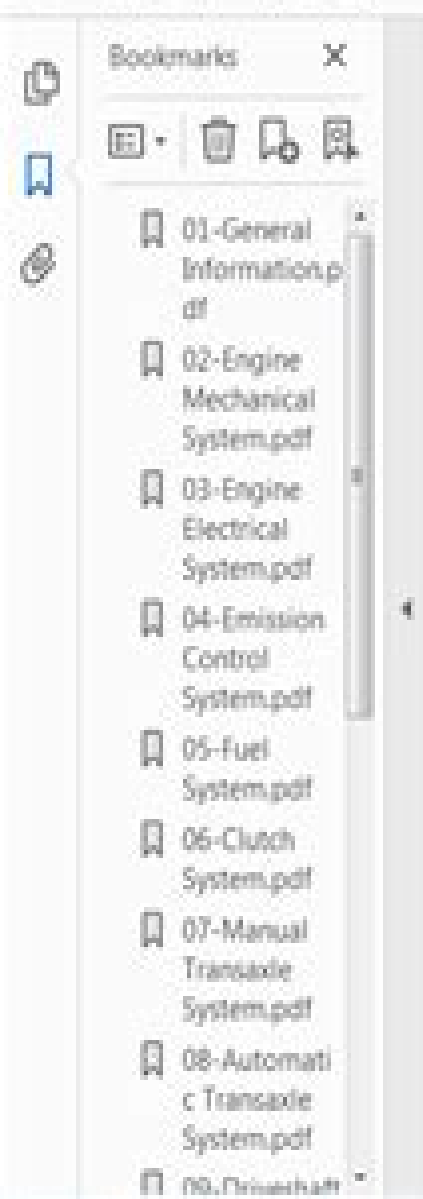 Bookmarks
01-General
Information.p
df
02-Engine
Mechanical
System.pdf
03-Engine
Electrical
System.pdf
04-Emission
Control
System.pdf
05-Fuel
System.pdf
06-Clutch
System.pdf
07-Manual
Transaxle
System.pdf
08-Automati
c Transaxle
System.pdf
09-Driveshaft